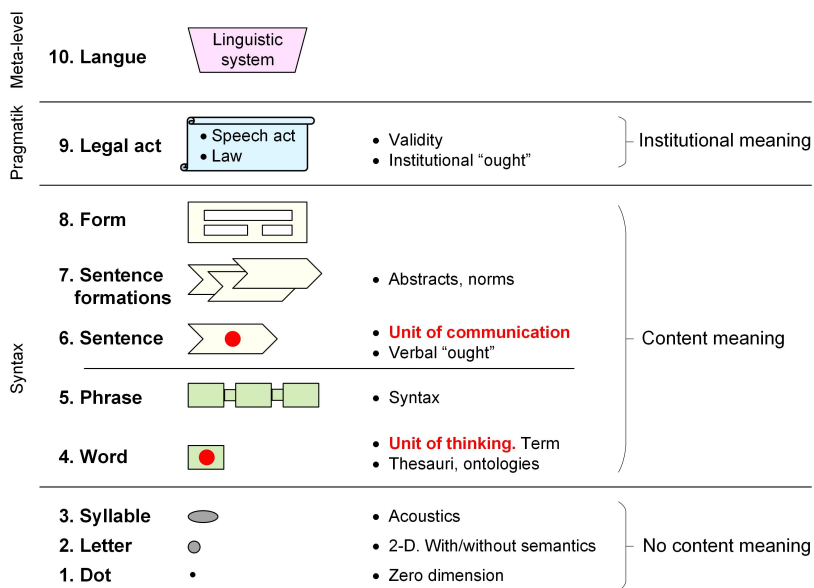 Meta-level
10. Langue
Linguistic
system
Pragmatik
9. Legal act
• Speech act
• Law
• Validity
• Institutional “ought”
Institutional meaning
Syntax
8. Form
7. Sentence
formations
• Abstracts, norms
6. Sentence
• Unit of communication
• Verbal “ought”
Content meaning
5. Phrase
• Syntax
4. Word
• Unit of thinking. Term
• Thesauri, ontologies
3. Syllable
• Acoustics
2. Letter
• 2-D. With/without semantics
No content meaning
1. Dot
• Zero dimension